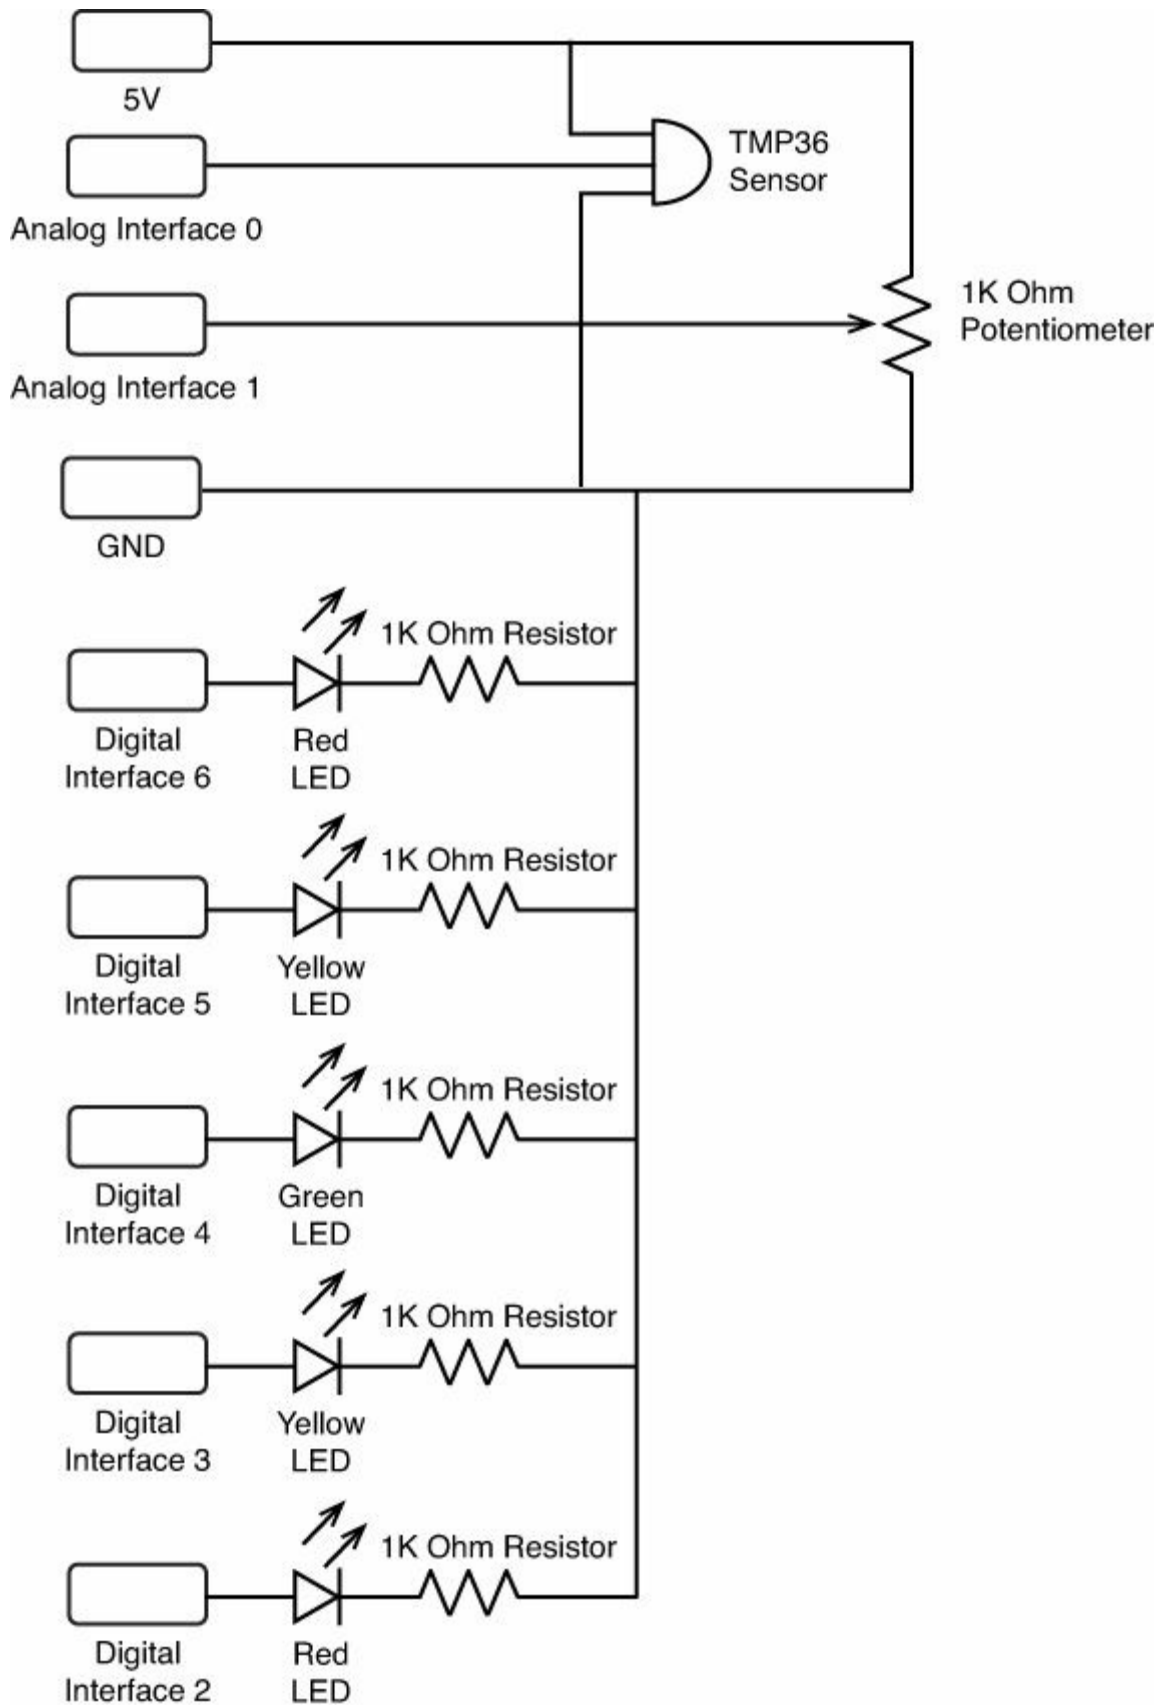 5V
TMP36
Sensor
Analog Interface 0
1K Ohm
Potentiometer
Analog Interface 1
GND
1K Ohm Resistor
Digital
Interface 6
Red
LED
1K Ohm Resistor
Digital
Interface 5
Yellow
LED
1K Ohm Resistor
Digital
Interface 4
Green
LED
1K Ohm Resistor
Digital
Interface 3
Yellow
LED
1K Ohm Resistor
Digital
Interface 2
Red
LED